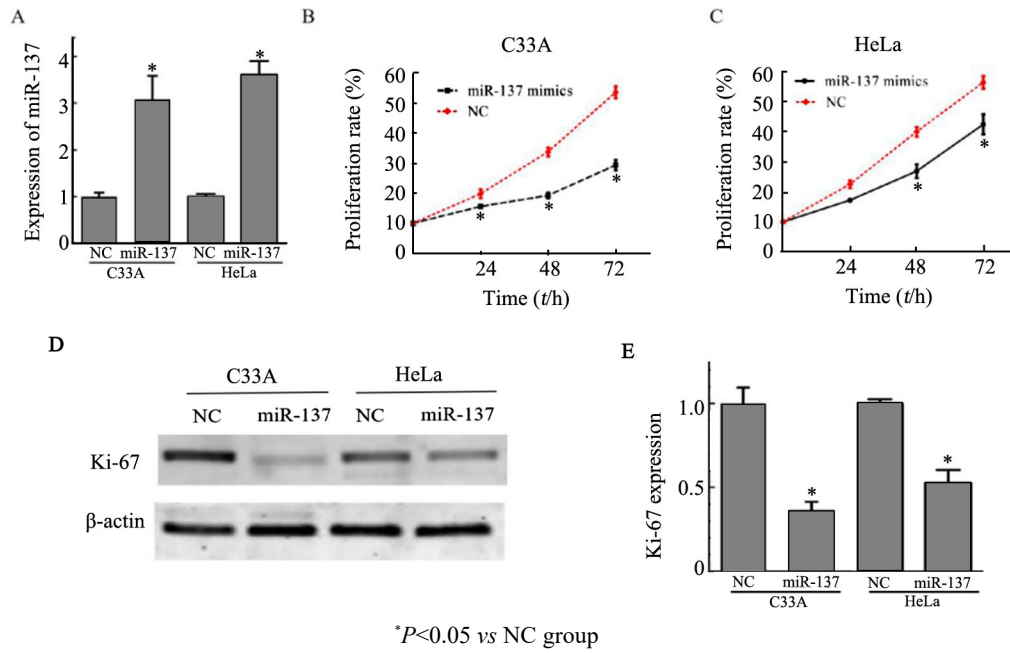 A
Expression of miR-137
4
3
2
1
0
* *
NC miR-137 NC miR-137
C33A HeLa
B
C33A
Proliferation rate (%)
60
50
40
30
20
10
0
miR-137 mimics
NC
* * *
24 48 72
Time (t/h)
C
HeLa
Proliferation rate (%)
60
50
40
30
20
10
0
miR-137 mimics
NC
* *
24 48 72
Time (t/h)
D
C33A HeLa
NC miR-137 NC miR-137
Ki-67
β-actin
E
Ki-67 expression
1.0
0.5
0
* *
NC miR-137 NC miR-137
C33A HeLa
*P<0.05 vs NC group